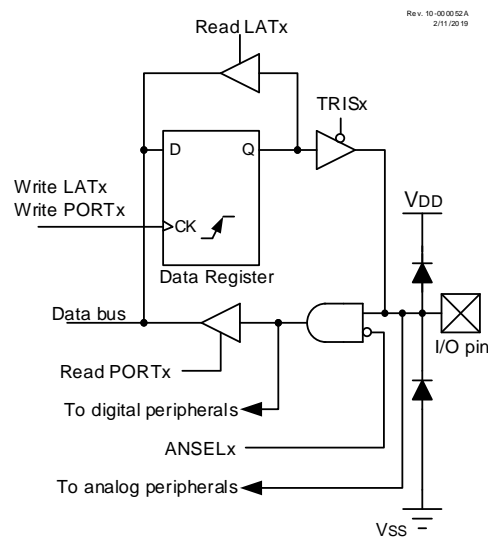 Rev. 10-000052A
2/11/2019
Read LATx
TRISx
D
Q
Write LATx
Write PORTx
CK
VDD
Data Register
Data bus
I/O pin
Read PORTx
To digital peripherals
ANSELx
To analog peripherals
VSS